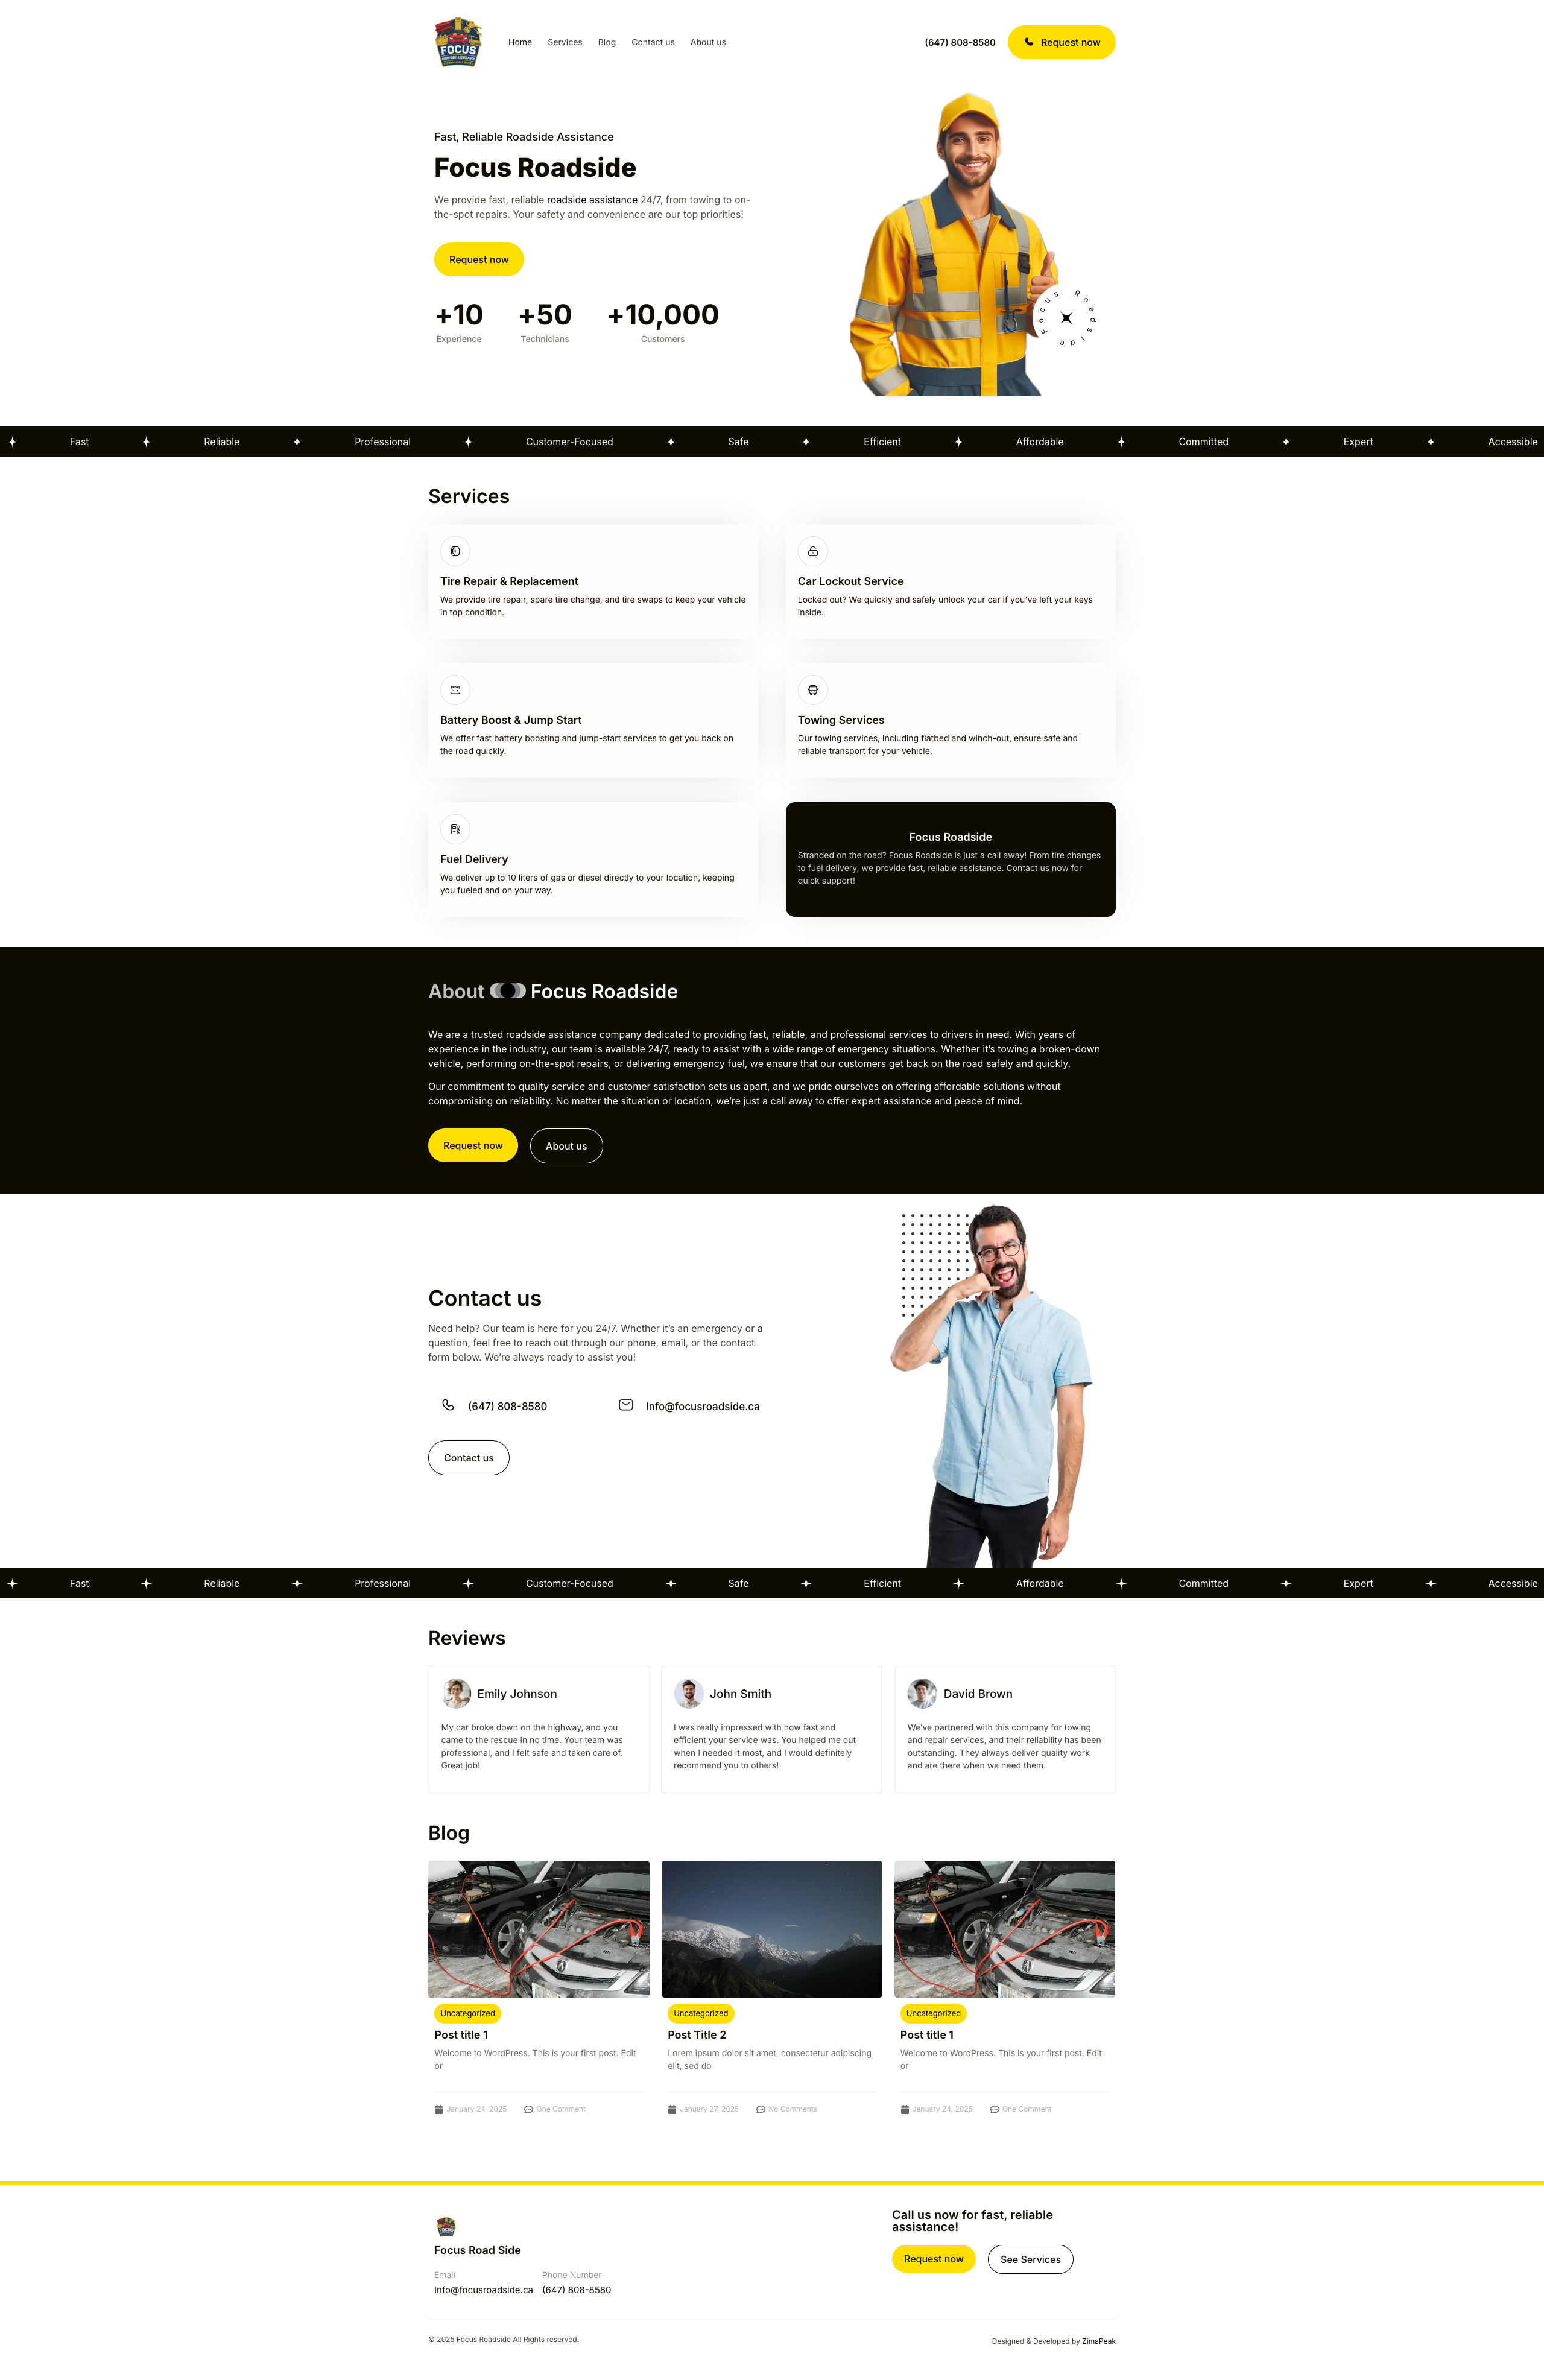 FOCUS
ROADSIDE ASSISTANCE
Home Services Blog Contact us About us
(647) 808-8580
Request now
Fast, Reliable Roadside Assistance
Focus Roadside
We provide fast, reliable roadside assistance 24/7, from towing to on-
the-spot repairs. Your safety and convenience are our top priorities!
Request now
+10 +50 +10,000
Experience Technicians Customers
Focus Roadside
Fast Reliable Professional Customer-Focused Safe Efficient Affordable Committed Expert Accessible
Services
Tire Repair & Replacement
We provide tire repair, spare tire change, and tire swaps to keep your vehicle
in top condition.
Car Lockout Service
Locked out? We quickly and safely unlock your car if you've left your keys
inside.
Battery Boost & Jump Start
We offer fast battery boosting and jump-start services to get you back on
the road quickly.
Towing Services
Our towing services, including flatbed and winch-out, ensure safe and
reliable transport for your vehicle.
Fuel Delivery
We deliver up to 10 liters of gas or diesel directly to your location, keeping
you fueled and on your way.
Focus Roadside
Stranded on the road? Focus Roadside is just a call away! From tire changes
to fuel delivery, we provide fast, reliable assistance. Contact us now for
quick support!
About Focus Roadside
We are a trusted roadside assistance company dedicated to providing fast, reliable, and professional services to drivers in need. With years of
experience in the industry, our team is available 24/7, ready to assist with a wide range of emergency situations. Whether it’s towing a broken-down
vehicle, performing on-the-spot repairs, or delivering emergency fuel, we ensure that our customers get back on the road safely and quickly.
Our commitment to quality service and customer satisfaction sets us apart, and we pride ourselves on offering affordable solutions without
compromising on reliability. No matter the situation or location, we’re just a call away to offer expert assistance and peace of mind.
Request now About us
Contact us
Need help? Our team is here for you 24/7. Whether it’s an emergency or a
question, feel free to reach out through our phone, email, or the contact
form below. We’re always ready to assist you!
(647) 808-8580 Info@focusroadside.ca
Contact us
Fast Reliable Professional Customer-Focused Safe Efficient Affordable Committed Expert Accessible
Reviews
Emily Johnson
My car broke down on the highway, and you
came to the rescue in no time. Your team was
professional, and I felt safe and taken care of.
Great job!
John Smith
I was really impressed with how fast and
efficient your service was. You helped me out
when I needed it most, and I would definitely
recommend you to others!
David Brown
We’ve partnered with this company for towing
and repair services, and their reliability has been
outstanding. They always deliver quality work
and are there when we need them.
Blog
Uncategorized
Post title 1
Welcome to WordPress. This is your first post. Edit
or
January 24, 2025 One Comment
Uncategorized
Post Title 2
Lorem ipsum dolor sit amet, consectetur adipiscing
elit, sed do
January 27, 2025 No Comments
Uncategorized
Post title 1
Welcome to WordPress. This is your first post. Edit
or
January 24, 2025 One Comment
FOCUS
Focus Road Side
Email Phone Number
Info@focusroadside.ca (647) 808-8580
Call us now for fast, reliable
assistance!
Request now See Services
© 2025 Focus Roadside All Rights reserved.
Designed & Developed by ZimaPeak